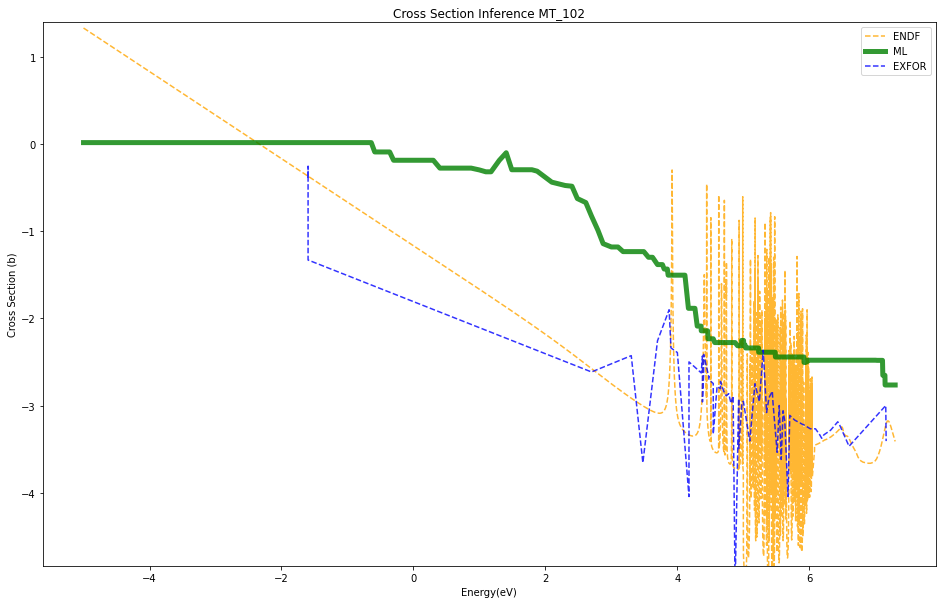 Cross Section Inference MT_102
ENDF
ML
EXFOR
Cross Section (b)
1
0
−1
−2
−3
−4
−4
−2
0
2
4
6
Energy(eV)